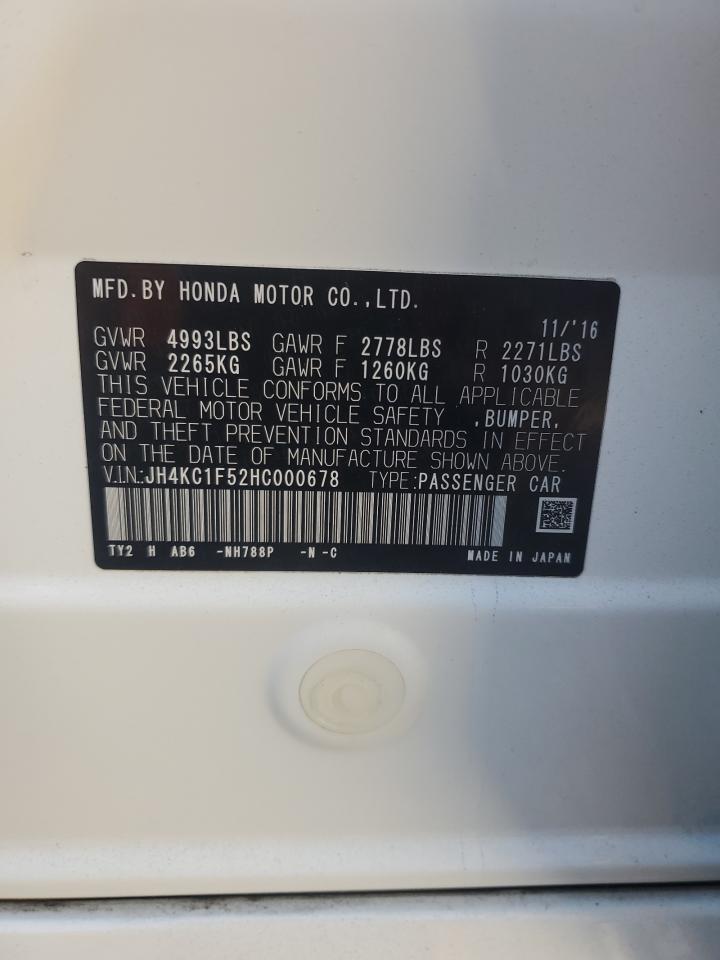 MFD.BY HONDA MOTOR CO.,LTD.
11/'16
GVWR 4993LBS GAWR F 2778LBS R 2271LBS
GVWR 2265KG GAWR F 1260KG R 1030KG
THIS VEHICLE CONFORMS TO ALL APPLICABLE
FEDERAL MOTOR VEHICLE SAFETY ,BUMPER,
AND THEFT PREVENTION STANDARDS IN EFFECT
ON THE DATE OF MANUFACTURE SHOWN ABOVE.
V.I.N.:JH4KC1F52HC000678 TYPE:PASSENGER CAR
TY2 H AB6 -NH788P -N -C MADE IN JAPAN